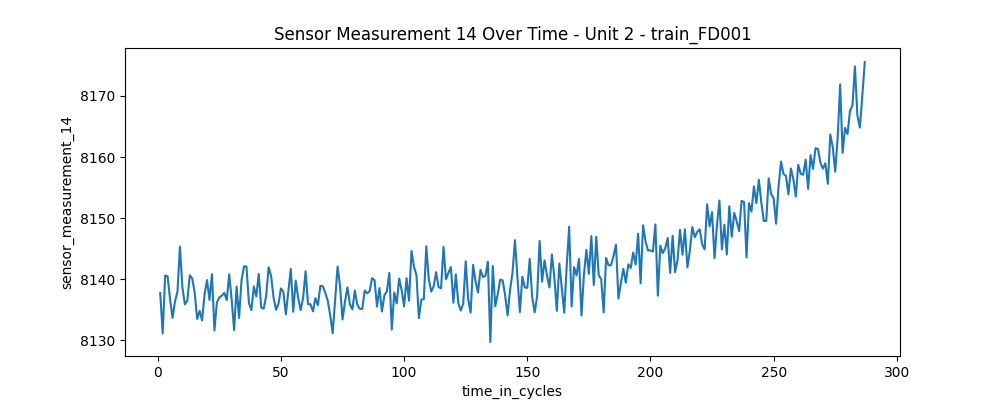 Sensor Measurement 14 Over Time - Unit 2 - train_FD001
sensor_measurement_14
8170
8160
8150
8140
8130
0 50 100 150 200 250 300
time_in_cycles